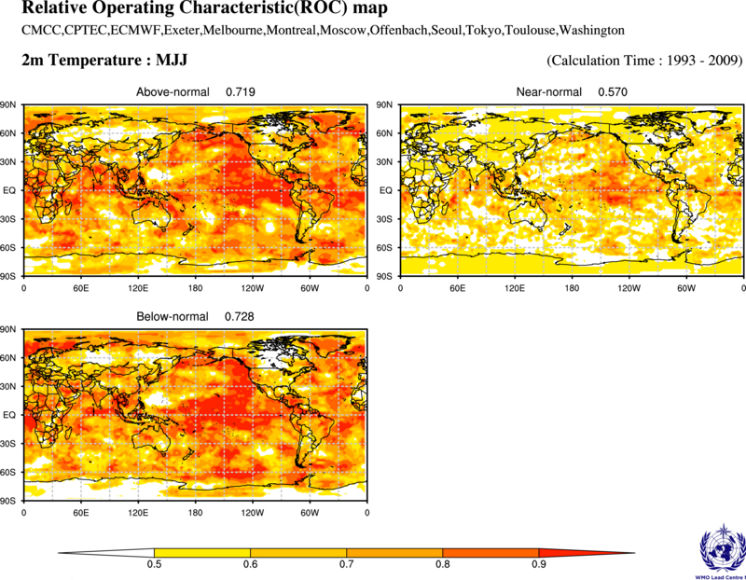 Relative Operating Characteristic(ROC) map
CMCC,CPTEC,ECMWF,Exeter,Melbourne,Montreal,Moscow,Offenbach,Seoul,Tokyo,Toulouse,Washington
2m Temperature : MJJ (Calculation Time : 1993 - 2009)
Above-normal 0.719
90N
60N
30N
EQ
30S
60S
90S
0 60E 120E 180 120W 60W 0
Near-normal 0.570
90N
60N
30N
EQ
30S
60S
90S
0 60E 120E 180 120W 60W 0
Below-normal 0.728
90N
60N
30N
EQ
30S
60S
90S
0 60E 120E 180 120W 60W 0
0.5 0.6 0.7 0.8 0.9
WMO Lead Centre